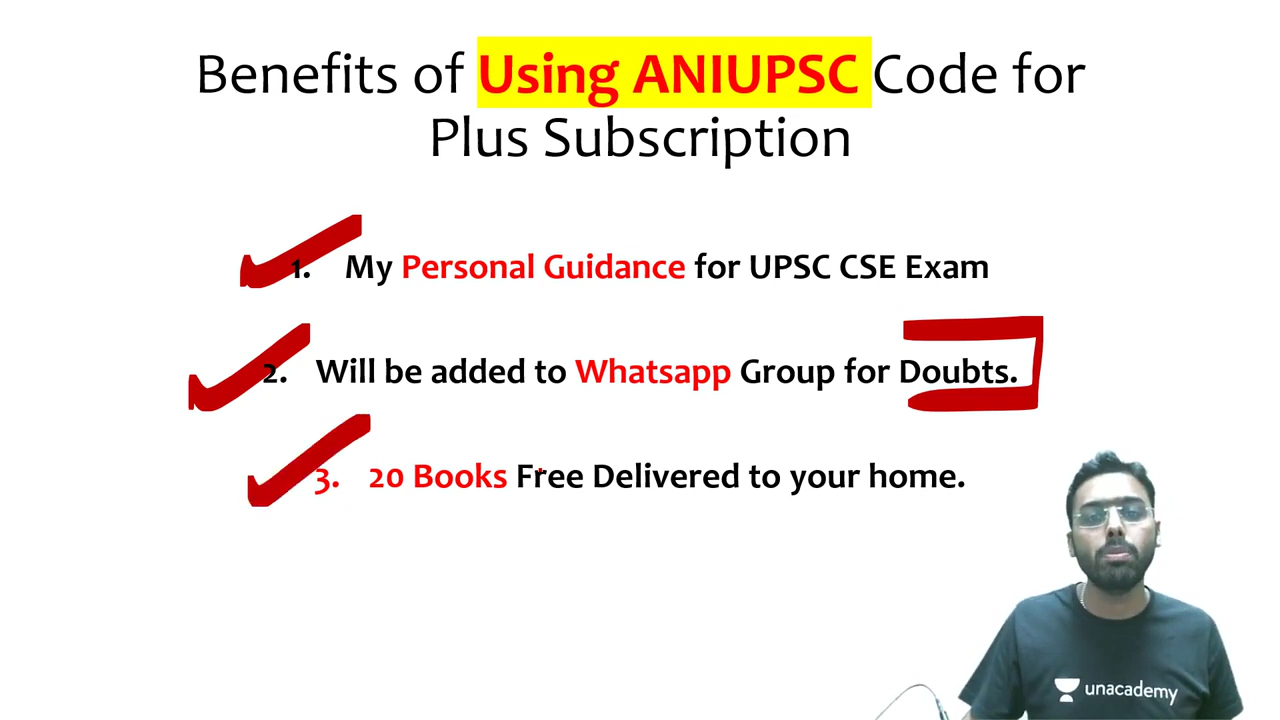 Benefits of Using ANIUPSC Code for
Plus Subscription
1. My Personal Guidance for UPSC CSE Exam
2. Will be added to Whatsapp Group for Doubts.
3. 20 Books Free Delivered to your home.
unacademy